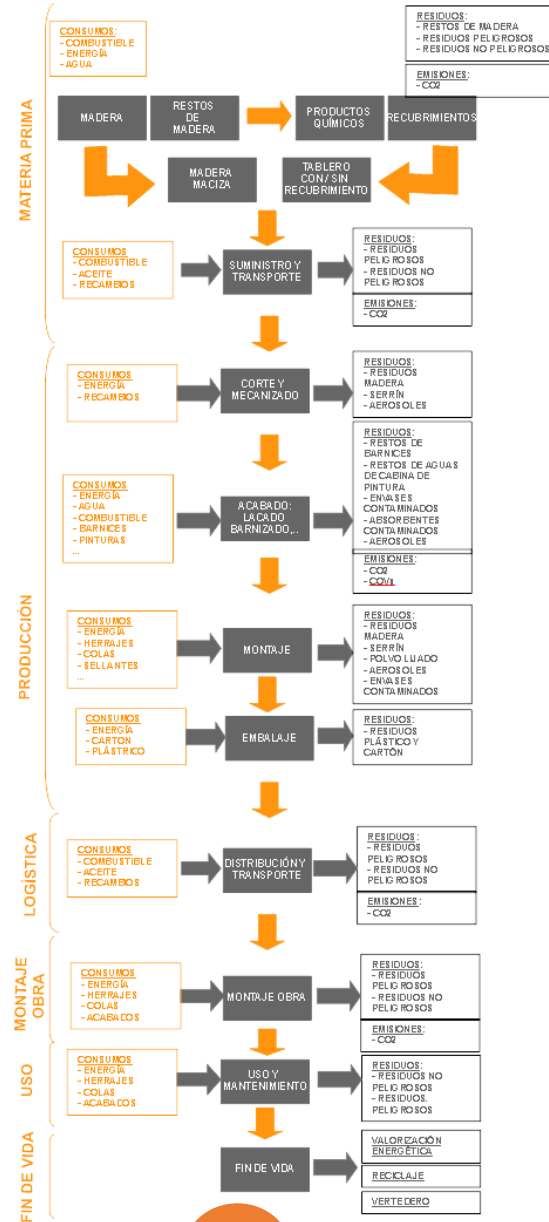 CONSUMOS:
- COMBUSTIBLE
- ENERGÍA
- AGUA
RESIDUOS:
- RESTOS DE MADERA
- RESIDUOS PELIGROSOS
- RESIDUOS NO PELIGROSOS
EMISIONES:
- CO2
MATERIA PRIMA
MADERA
RESTOS
DE
MADERA
PRODUCTOS
QUÍMICOS
RECUBRIMIENTOS
MADERA
MACIZA
TABLERO
CON/ SIN
RECUBRIMIENTO
CONSUMOS
- COMBUSTIBLE
- ACEITE
- RECAMBIOS
SUMINISTRO Y
TRANSPORTE
RESIDUOS:
- RESIDUOS
PELIGROSOS
- RESIDUOS NO
PELIGROSOS
EMISIONES:
- CO2
PRODUCCIÓN
CONSUMOS
- ENERGÍA
- RECAMBIOS
CORTE Y
MECANIZADO
RESIDUOS:
- RESIDUOS
MADERA
- SERRÍN
- AEROSOLES
CONSUMOS
- ENERGÍA
- AGUA
- COMBUSTIBLE
- BARNICES
- PINTURAS
...
ACABADO:
LACADO
BARNIZADO,..
RESIDUOS:
- RESTOS DE
BARNICES
- RESTOS DE AGUAS
DE CABINA DE
PINTURA
- ENVASES
CONTAMINADOS
- ABSORBENTES
CONTAMINADOS
- AEROSOLES
EMISIONES:
- CO2
- COVs
CONSUMOS
- ENERGÍA
- HERRAJES
- COLAS
- SELLANTES
...
MONTAJE
RESIDUOS:
- RESIDUOS
MADERA
- SERRÍN
- POLVO LIJADO
- AEROSOLES
- ENVASES
CONTAMINADOS
CONSUMOS
- ENERGÍA
- CARTON
- PLÁSTRICO
EMBALAJE
RESIDUOS:
- RESIDUOS
PLÁSTICO Y
CARTÓN
LOGÍSTICA
CONSUMOS
- COMBUSTIBLE
- ACEITE
- RECAMBIOS
DISTRIBUCIÓN Y
TRANSPORTE
RESIDUOS:
- RESIDUOS
PELIGROSOS
- RESIDUOS NO
PELIGROSOS
EMISIONES:
- CO2
MONTAJE
OBRA
CONSUMOS
- ENERGÍA
- HERRAJES
- COLAS
- ACABADOS
MONTAJE OBRA
RESIDUOS:
- RESIDUOS
PELIGROSOS
- RESIDUOS NO
PELIGROSOS
EMISIONES:
- CO2
USO
CONSUMOS
- ENERGÍA
- HERRAJES
- COLAS
- ACABADOS
USO Y
MANTENIMIENTO
RESIDUOS:
- RESIDUOS NO
PELIGROSOS
- RESIDUOS.
PELIGROSOS
FIN DE VIDA
FIN DE VIDA
VALORIZACIÓN
ENERGÉTICA
RECICLAJE
VERTEDERO